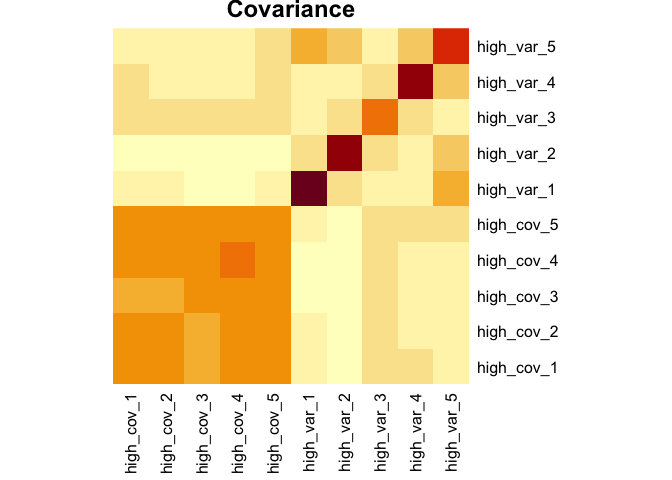 Covariance
high_var_5
high_var_4
high_var_3
high_var_2
high_var_1
high_cov_5
high_cov_4
high_cov_3
high_cov_2
high_cov_1
high_cov_1
high_cov_2
high_cov_3
high_cov_4
high_cov_5
high_var_1
high_var_2
high_var_3
high_var_4
high_var_5